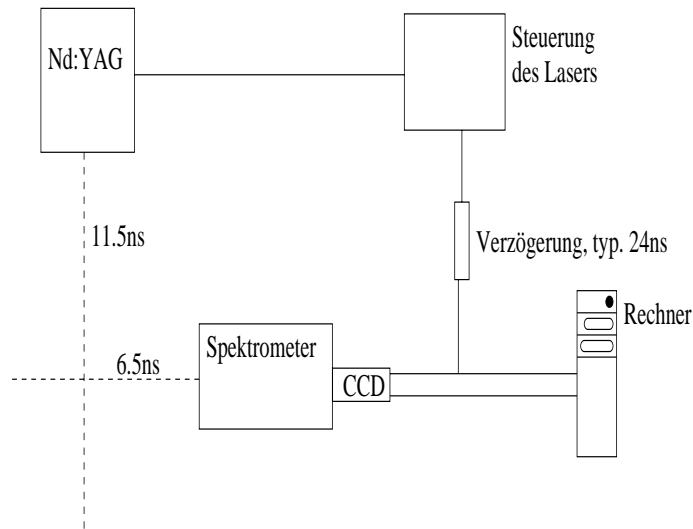 Nd:YAG
Steuerung
des Lasers
11.5ns
Verzögerung, typ. 24ns
Rechner
Spektrometer
6.5ns
CCD